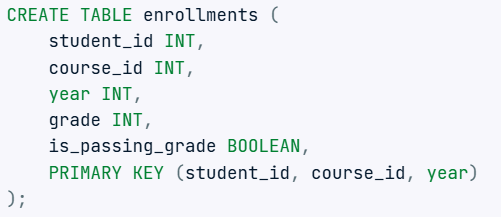 CREATE TABLE enrollments (
    student_id INT,
    course_id INT,
    year INT,
    grade INT,
    is_passing_grade BOOLEAN,
    PRIMARY KEY (student_id, course_id, year)
);